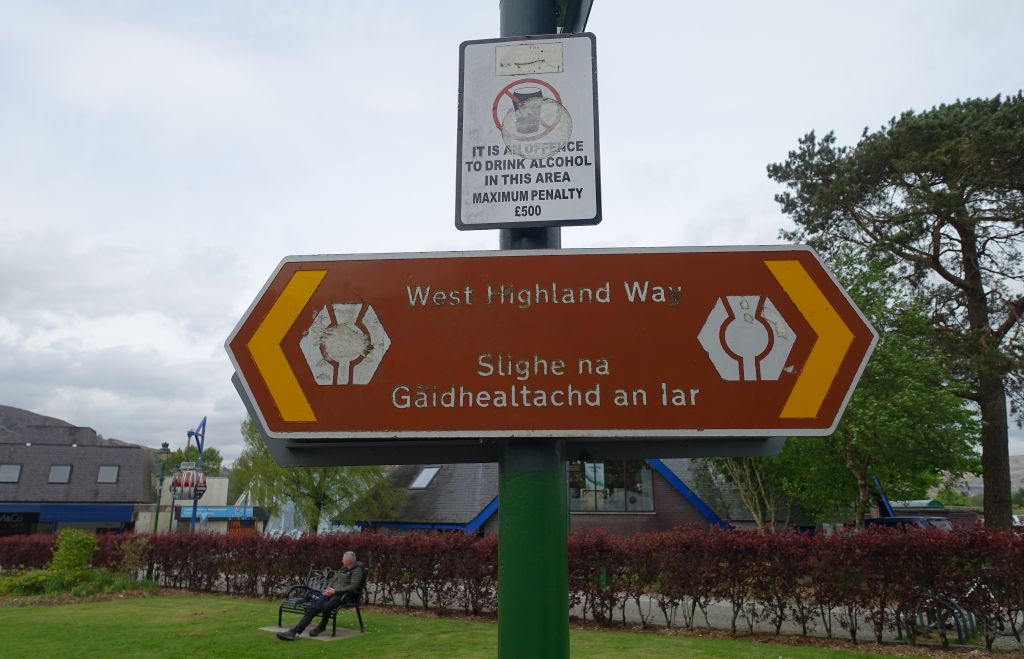 IT IS AN OFFENCE
TO DRINK ALCOHOL
IN THIS AREA
MAXIMUM PENALTY
£500
West Highland Way
Slighe na
Gàidhealtachd an Iar